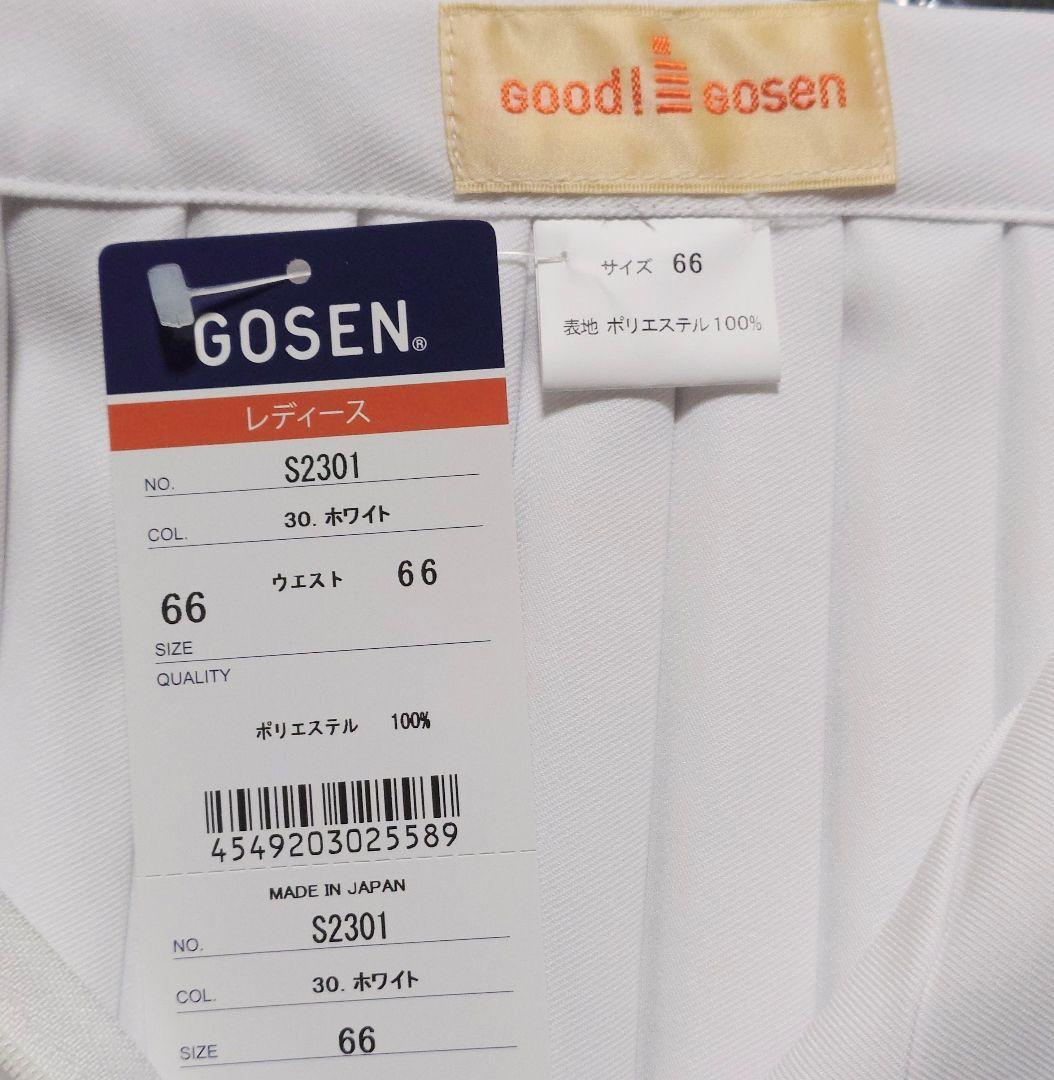 Good Gosen
サイズ 66
表地 ポリエステル100%
GOSEN®
レディース
NO. S2301
COL. 30. ホワイト
66 ウエスト 66
SIZE
QUALITY
ポリエステル 100%
4549203025589
MADE IN JAPAN
NO. S2301
COL. 30. ホワイト
SIZE 66